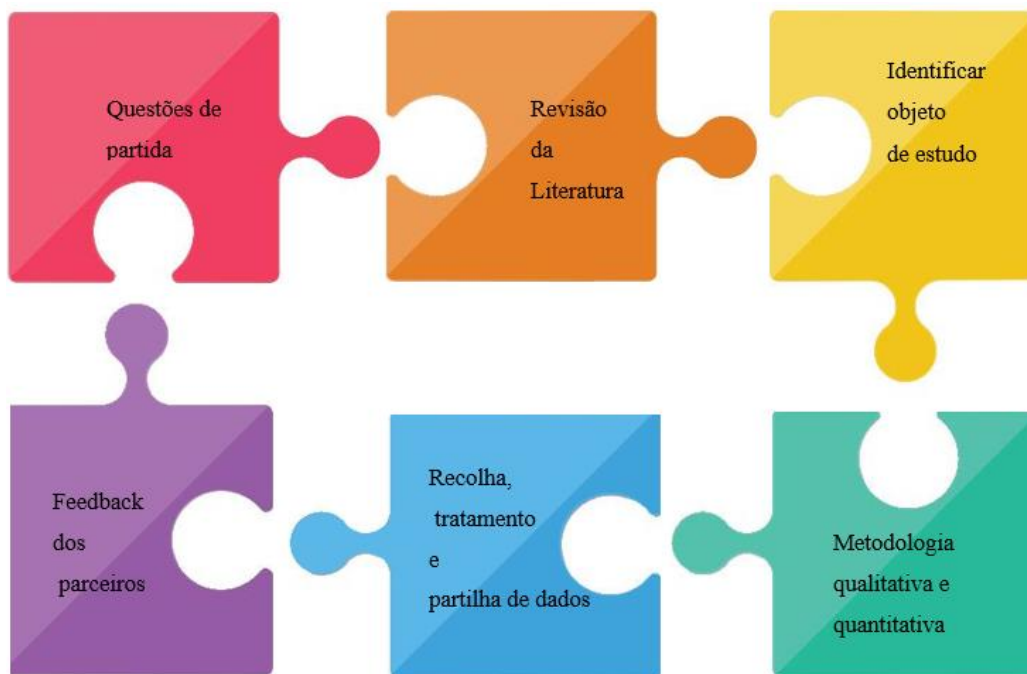 Questões de
partida
Revisão
da
Literatura
Identificar
objeto
de estudo
Feedback
dos
parceiros
Recolha,
tratamento
e
partilha de dados
Metodologia
qualitativa e
quantitativa